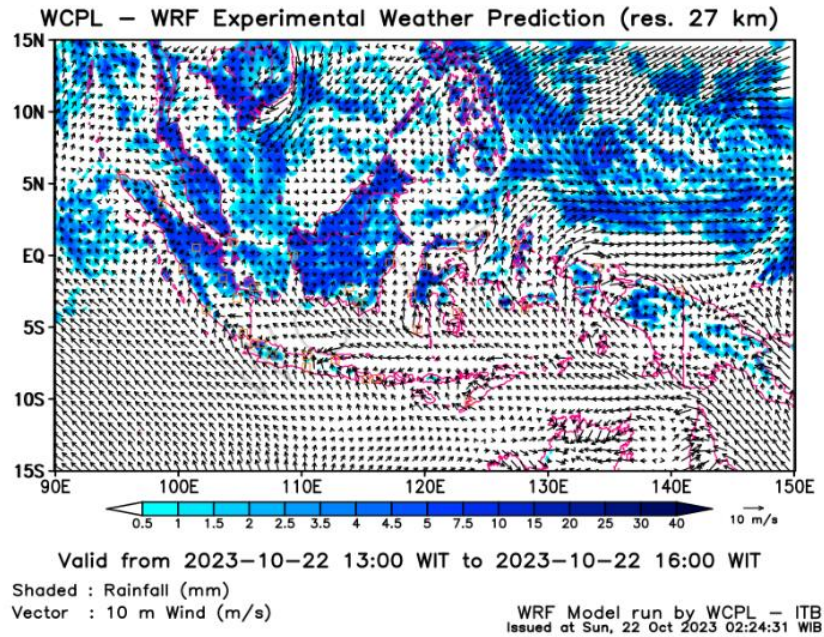 WCPL – WRF Experimental Weather Prediction (res. 27 km)
15N
10N
5N
EQ
5S
10S
15S
90E 100E 110E 120E 130E 140E 150E
0.5 1 1.5 2 2.5 3.5 4 4.5 5 7.5 10 15 20 25 30 40
10 m/s
Valid from 2023-10-22 13:00 WIT to 2023-10-22 16:00 WIT
Shaded : Rainfall (mm)
Vector : 10 m Wind (m/s)
WRF Model run by WCPL – ITB
Issued at Sun, 22 Oct 2023 02:24:31 WIB